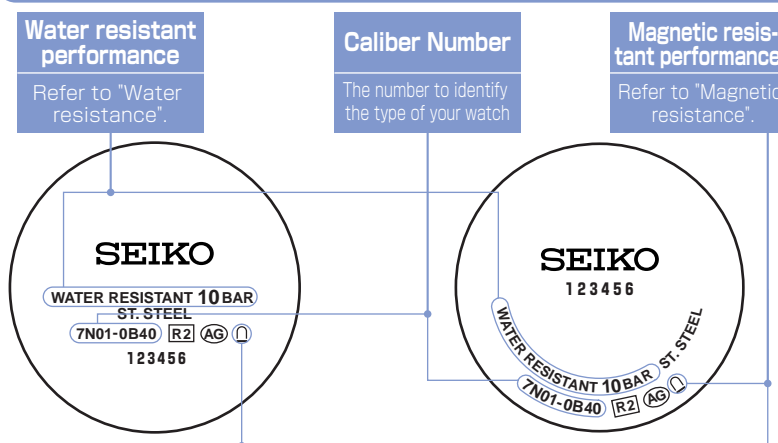 Water resistant
performance
Refer to "Water
resistance".
Caliber Number
The number to identify
the type of your watch
Magnetic resis-
tant performance
Refer to "Magnetic
resistance".
SEIKO
WATER RESISTANT 10 BAR
ST. STEEL
7N01-0B40 R2 AG
123456
SEIKO
123456
WATER RESISTANT 10 BAR ST. STEEL
7N01-0B40 R2 AG